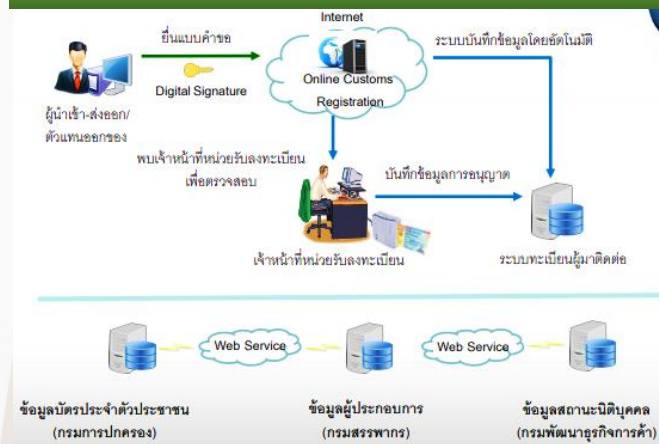 Internet
ยื่นแบบคำขอ
ระบบบันทึกข้อมูลโดยอัตโนมัติ
Digital Signature
Online Customs
Registration
ผู้นำเข้า-ส่งออก/
ตัวแทนออกของ
พบเจ้าหน้าที่หน่วยรับลงทะเบียน
เพื่อตรวจสอบ
บันทึกข้อมูลการอนุญาต
เจ้าหน้าที่หน่วยรับลงทะเบียน
ระบบทะเบียนผู้มาติดต่อ
Web Service
Web Service
ข้อมูลบัตรประจำตัวประชาชน
(กรมการปกครอง)
ข้อมูลผู้ประกอบการ
(กรมสรรพากร)
ข้อมูลสถานะนิติบุคคล
(กรมพัฒนาธุรกิจการค้า)